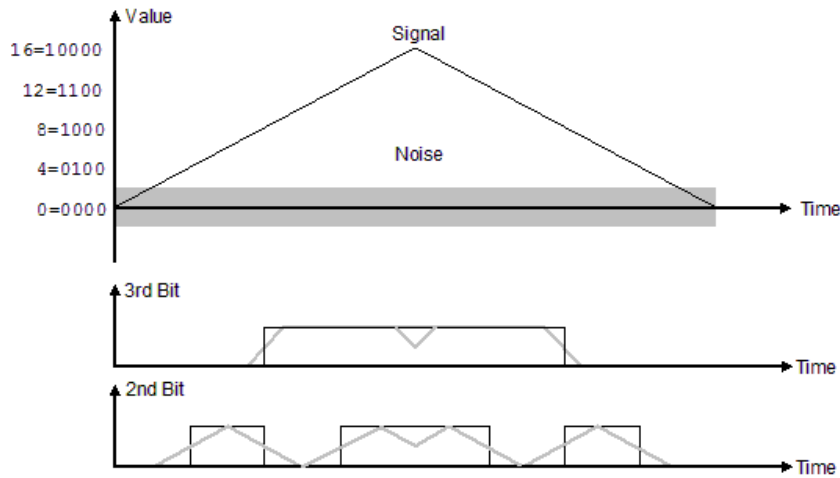 Value
Signal
16=10000
12=1100
8=1000
Noise
4=0100
0=0000
Time
3rd Bit
Time
2nd Bit
Time